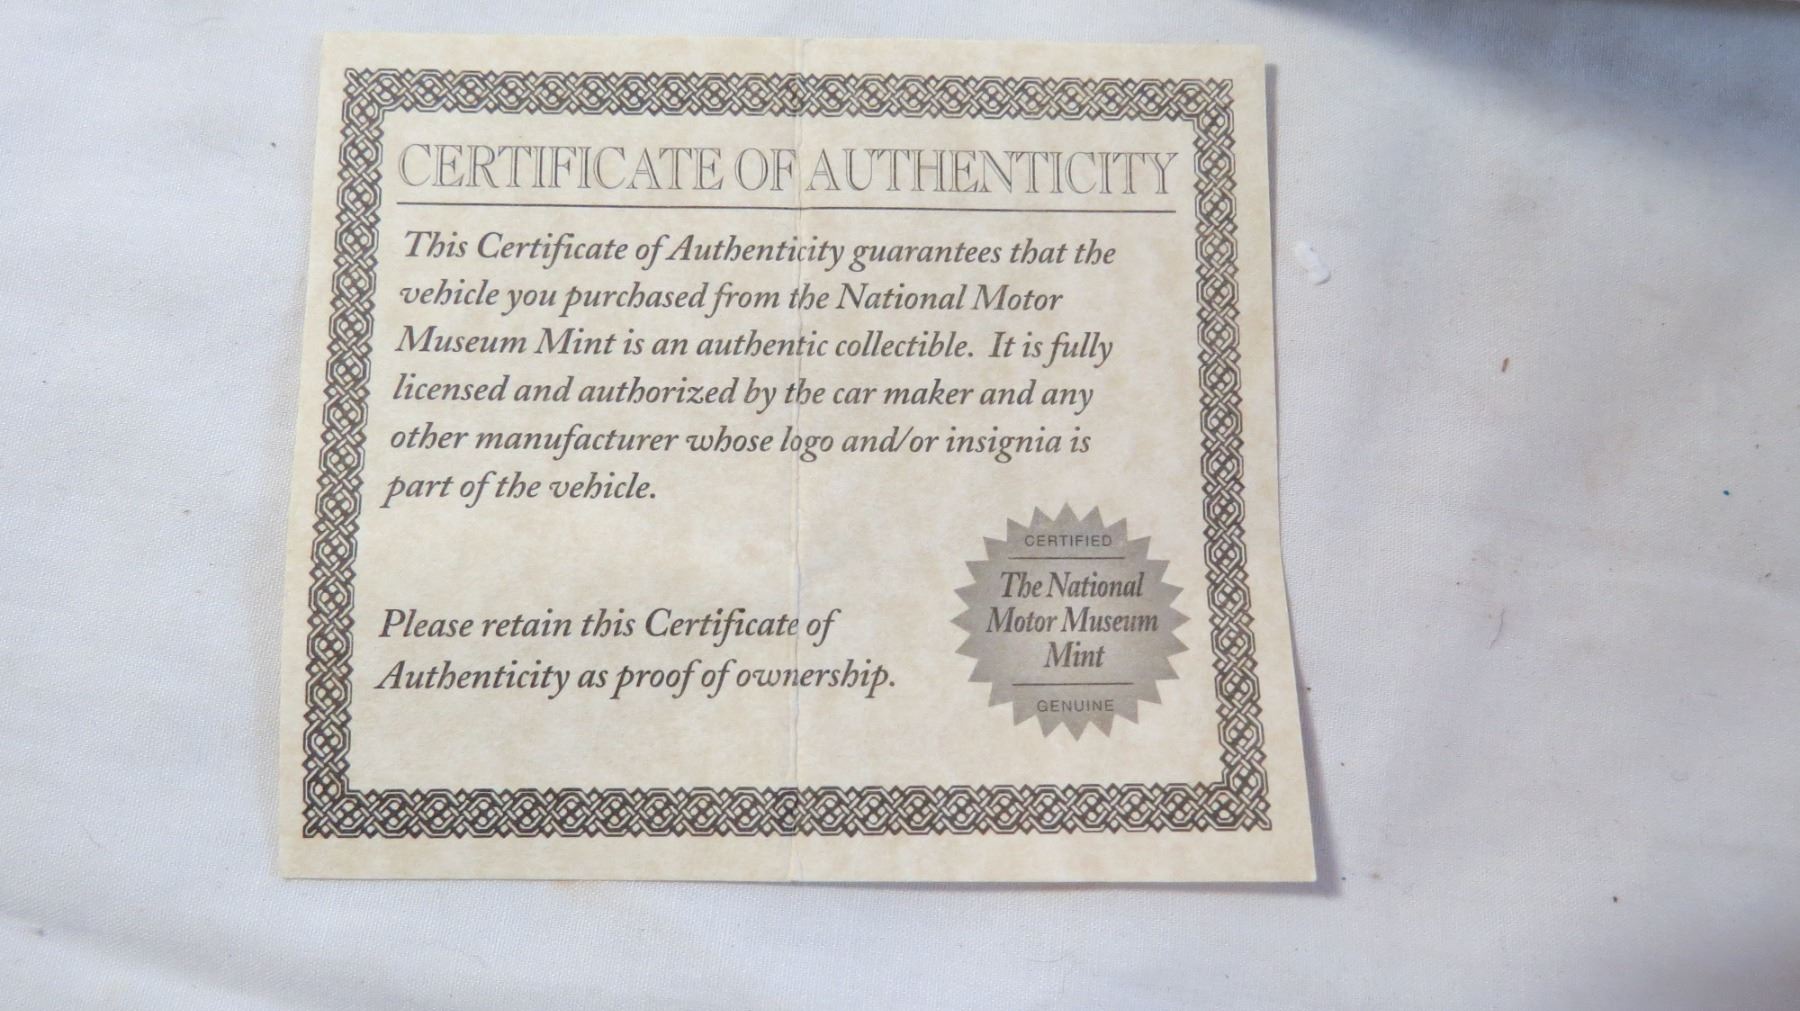 CERTIFICATE OF AUTHENTICITY
This Certificate of Authenticity guarantees that the
vehicle you purchased from the National Motor
Museum Mint is an authentic collectible. It is fully
licensed and authorized by the car maker and any
other manufacturer whose logo and/or insignia is
part of the vehicle.
Please retain this Certificate of
Authenticity as proof of ownership.
CERTIFIED
The National
Motor Museum
Mint
GENUINE